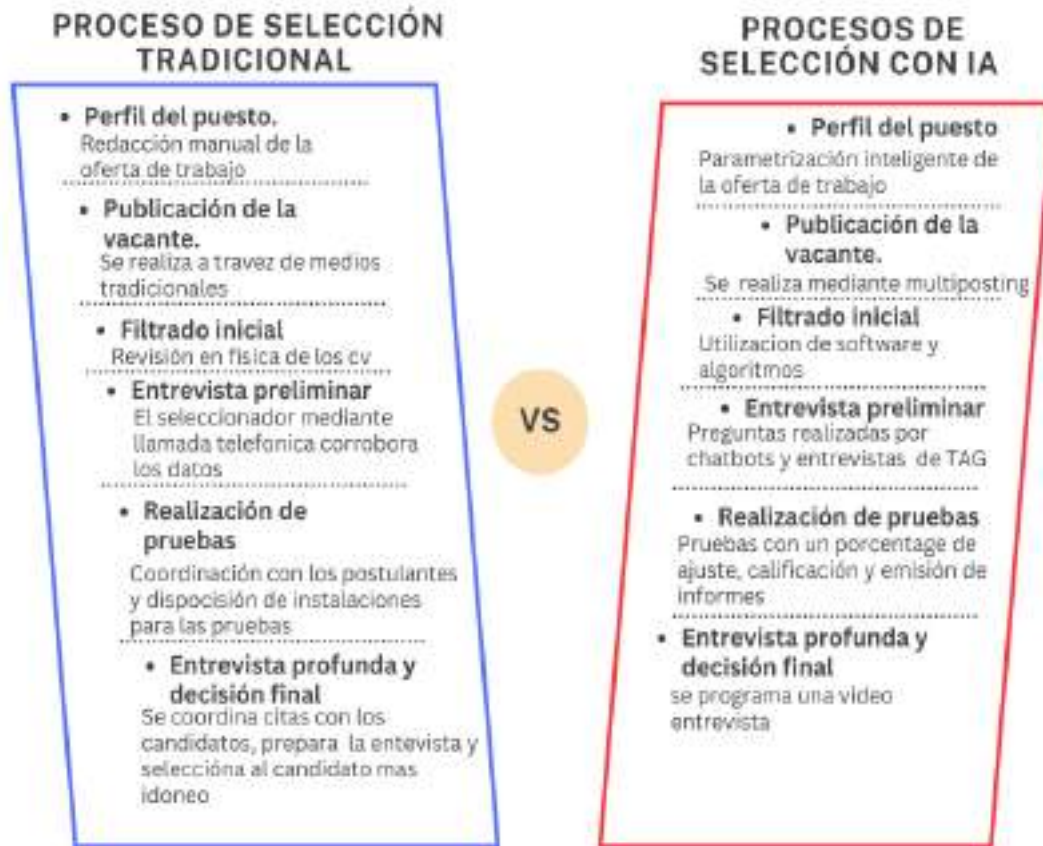 PROCESO DE SELECCIÓN
TRADICIONAL
• Perfil del puesto.
Redacción manual de la
oferta de trabajo
• Publicación de la
vacante.
Se realiza a travez de medios
tradicionales
• Filtrado inicial
Revisión en fisica de los cv
• Entrevista preliminar
El seleccionador mediante
llamada telefonica corrobora
los datos
• Realización de
pruebas
Coordinación con los postulantes
y dispocisión de instalaciones
para las pruebas
• Entrevista profunda y
decisión final
Se coordina citas con los
candidatos, prepara la entevista y
seleccióna al candidato mas
idoneo
VS
PROCESOS DE
SELECCIÓN CON IA
• Perfil del puesto
Parametrización inteligente de
la oferta de trabajo
• Publicación de la
vacante.
Se realiza mediante multiposting
• Filtrado inicial
Utilizacion de software y
algoritmos
• Entrevista preliminar
Preguntas realizadas por
chatbots y entrevistas de TAG
• Realización de pruebas
Pruebas con un porcentage de
ajuste, calificación y emisión de
informes
• Entrevista profunda y
decisión final
se programa una video
entrevista